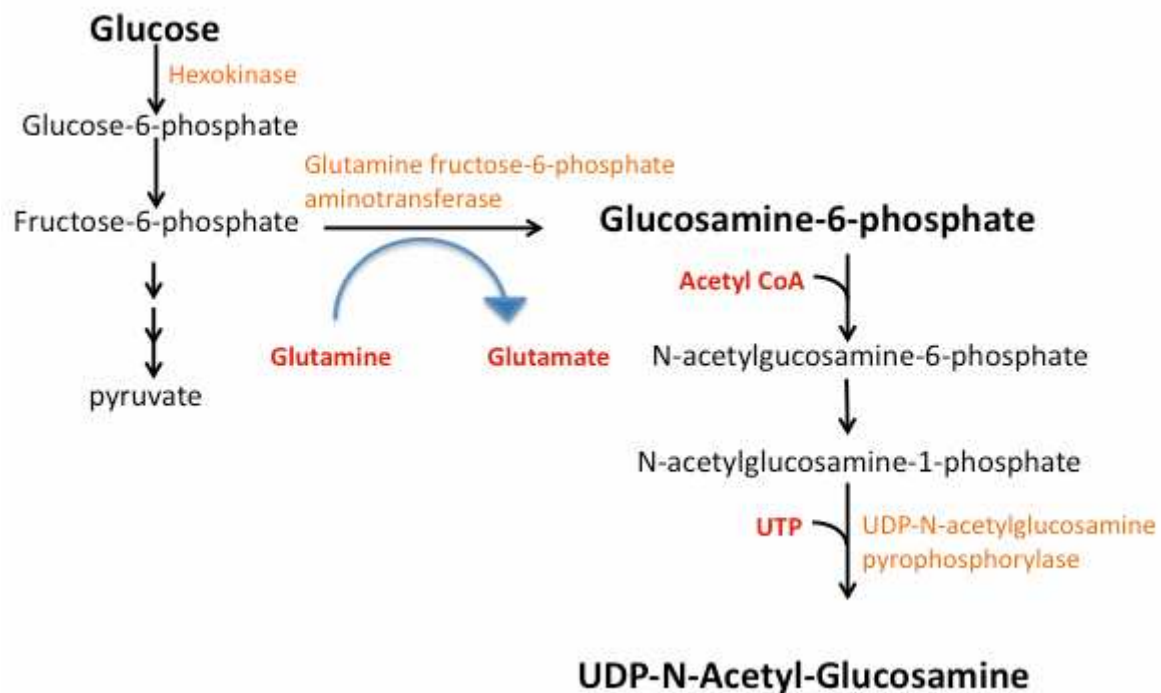 Glucose
Hexokinase
Glucose-6-phosphate
Glutamine fructose-6-phosphate
aminotransferase
Fructose-6-phosphate
Glucosamine-6-phosphate
Acetyl CoA
Glutamine
Glutamate
N-acetylgucosamine-6-phosphate
pyruvate
N-acetylglucosamine-1-phosphate
UTP
UDP-N-acetylglucosamine
pyrophosphorylase
UDP-N-Acetyl-Glucosamine